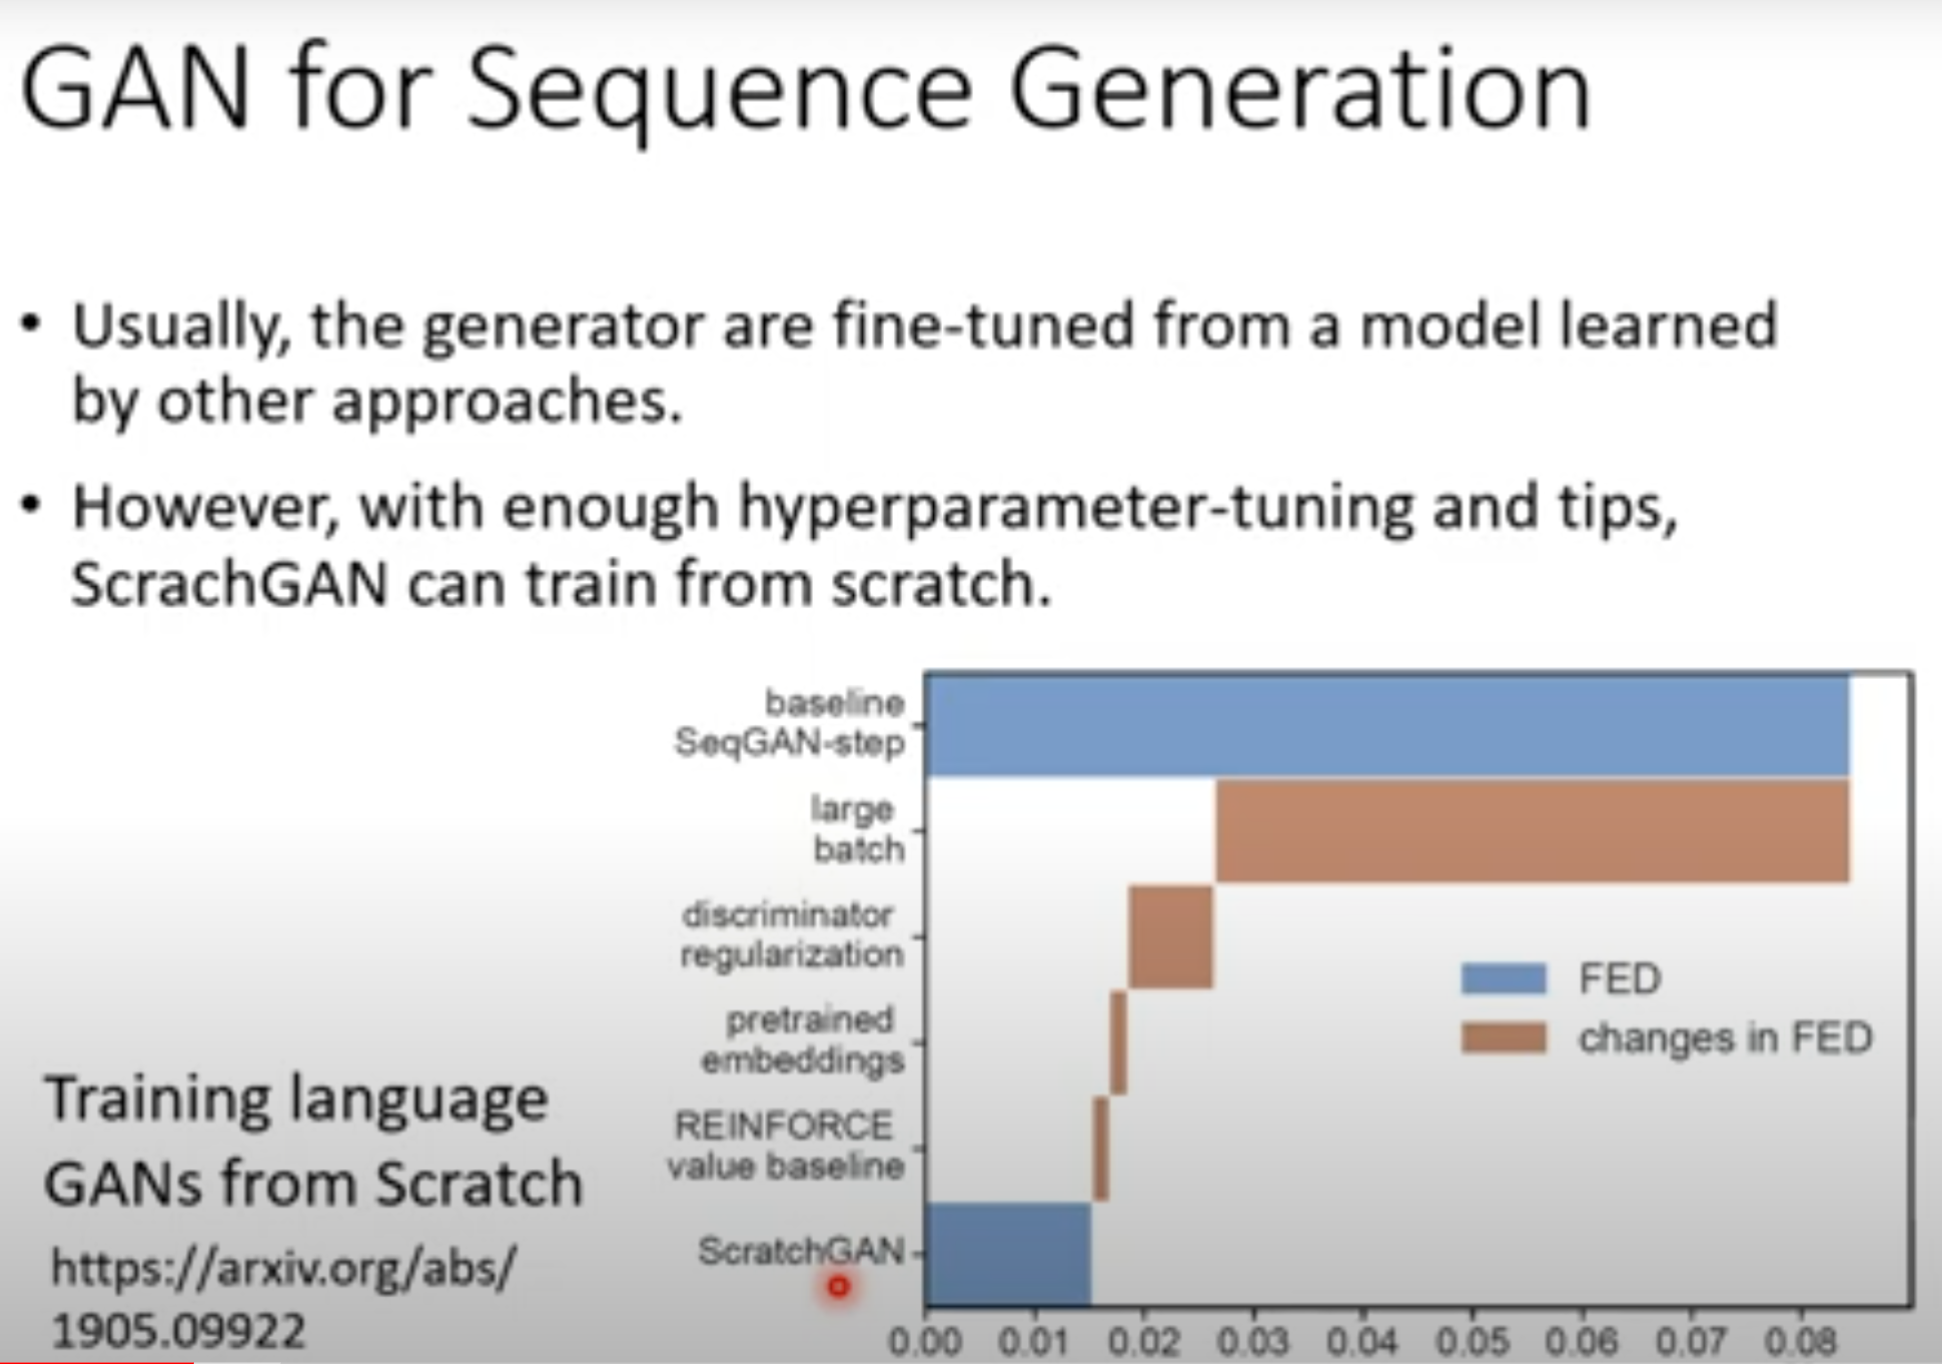 GAN for Sequence Generation
• Usually, the generator are fine-tuned from a model learned
by other approaches.
• However, with enough hyperparameter-tuning and tips,
ScrachGAN can train from scratch.
baseline
SeqGAN-step
large
batch
discriminator
regularization
pretrained
embeddings
REINFORCE
value baseline
ScratchGAN
FED
changes in FED
0.00 0.01 0.02 0.03 0.04 0.05 0.06 0.07 0.08
Training language
GANs from Scratch
https://arxiv.org/abs/
1905.09922